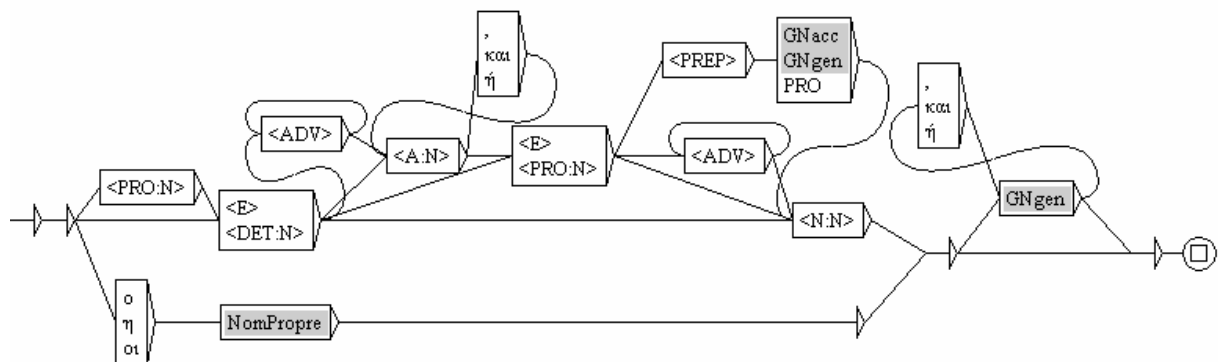 ,
και
ή
<PREP>
GNacc
GNgen
PRO
<ADV>
<A:N>
<E>
<PRO:N>
<ADV>
,
και
ή
<PRO:N>
<E>
<DET:N>
<N:N>
GNgen
ο
η
οι
NomPropre